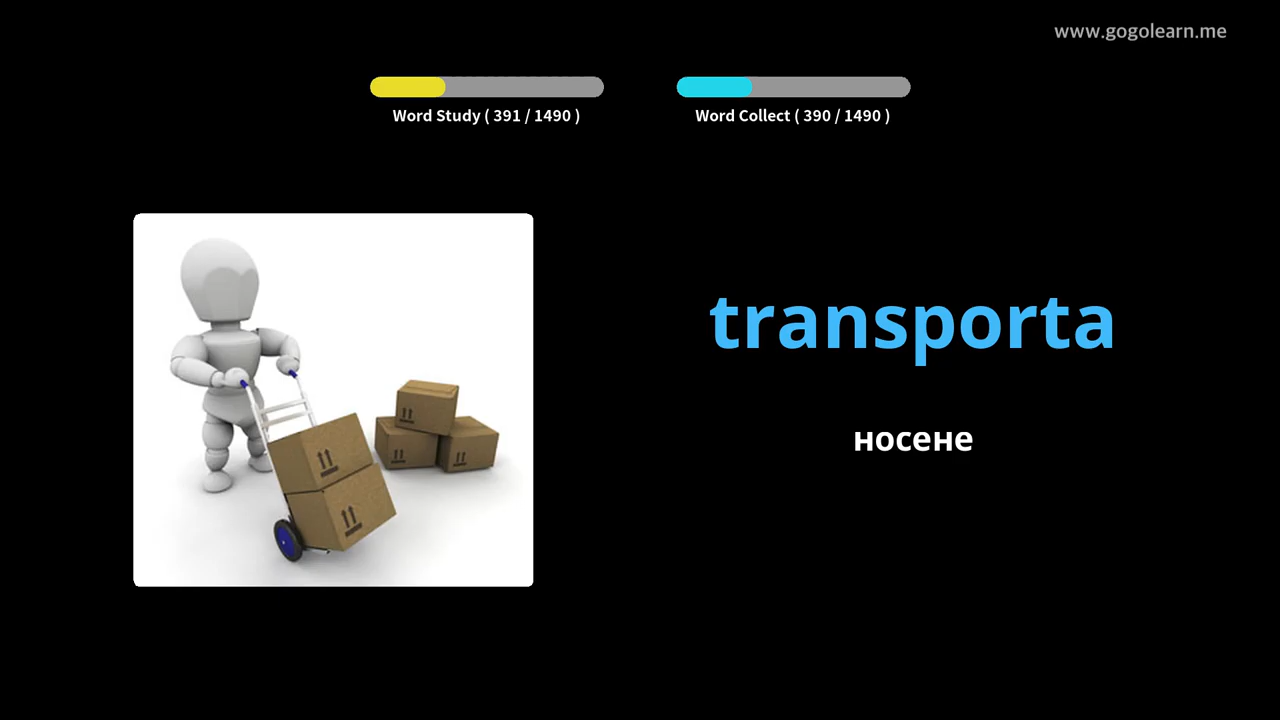 www.gogolearn.me
Word Study ( 391 / 1490 )
Word Collect ( 390 / 1490 )
transporta
носене